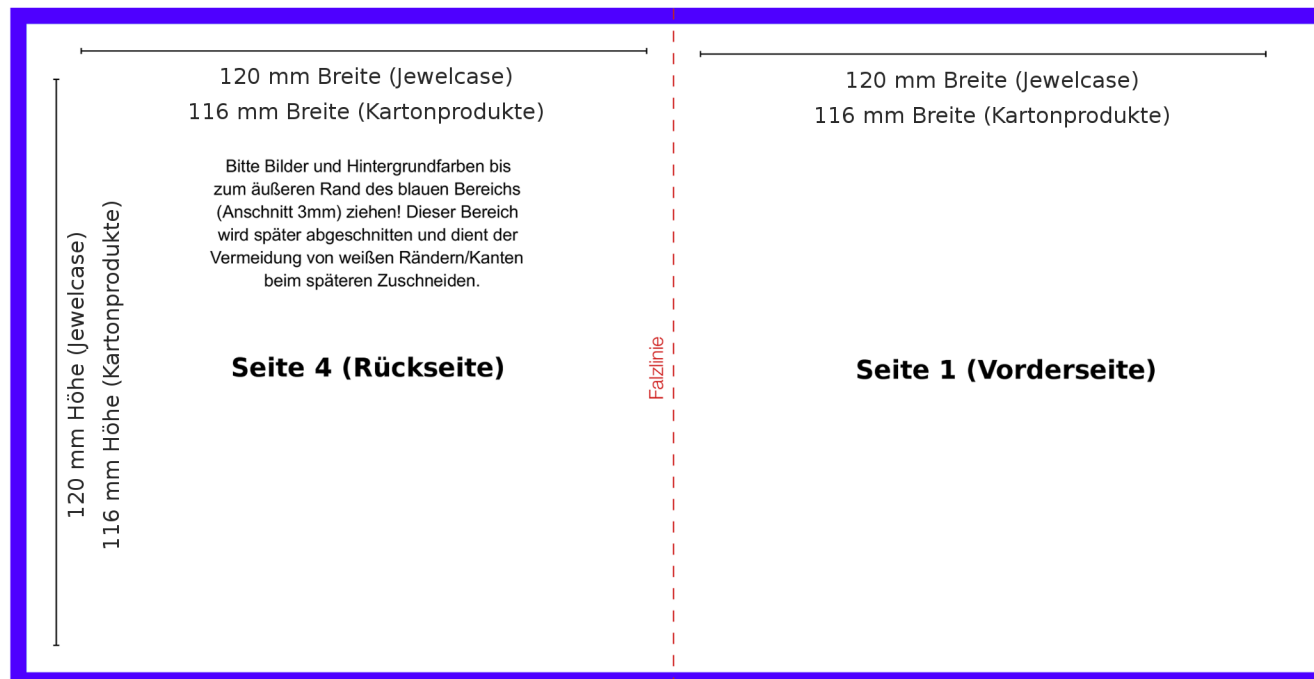 120 mm Breite (Jewelcase)
116 mm Breite (Kartonprodukte)
Bitte Bilder und Hintergrundfarben bis
zum äußeren Rand des blauen Bereichs
(Anschnitt 3mm) ziehen! Dieser Bereich
wird später abgeschnitten und dient der
Vermeidung von weißen Rändern/Kanten
beim späteren Zuschneiden.
120 mm Höhe (Jewelcase)
116 mm Höhe (Kartonprodukte)
Seite 4 (Rückseite)
Falzlinie
120 mm Breite (Jewelcase)
116 mm Breite (Kartonprodukte)
Seite 1 (Vorderseite)